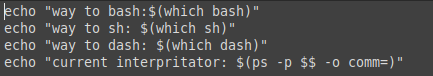 echo "way to bash:$(which bash)"
echo "way to sh: $(which sh)"
echo "way to dash: $(which dash)"
echo "current interpritator: $(ps -p $$ -o comm=)"